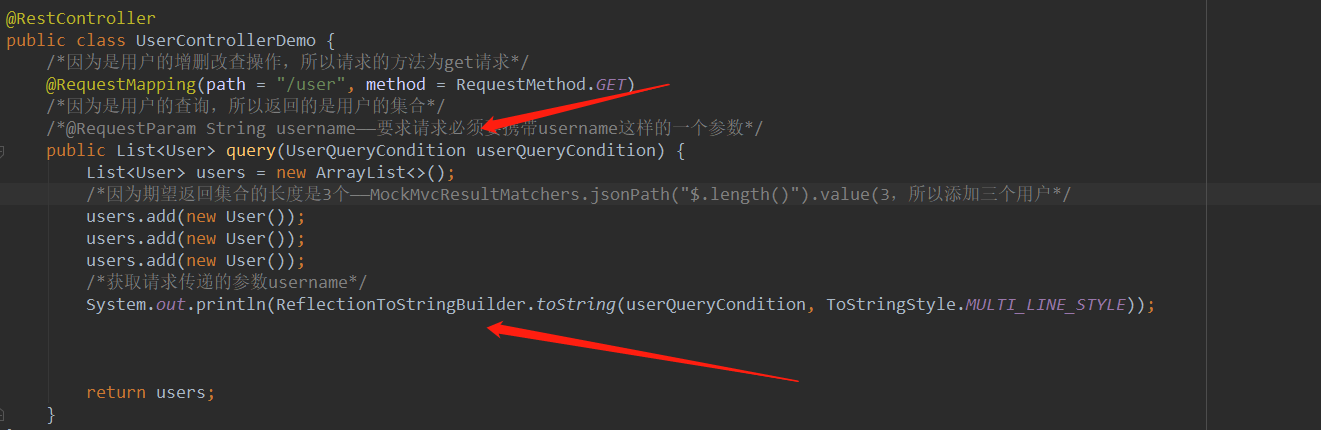 @RestController
public class UserControllerDemo {
/*因为是用户的增删改查操作，所以请求的方法为get请求*/
@RequestMapping(path = "/user", method = RequestMethod.GET)
/*因为是用户的查询，所以返回的是用户的集合*/
/*@RequestParam String username——要求请求必须要携带username这样的一个参数*/
public List<User> query(UserQueryCondition userQueryCondition) {
List<User> users = new ArrayList<>();
/*因为期望返回集合的长度是3个——MockMvcResultMatchers.jsonPath("$.length()").value(3，所以添加三个用户*/
users.add(new User());
users.add(new User());
users.add(new User());
/*获取请求传递的参数username*/
System.out.println(ReflectionToStringBuilder.toString(userQueryCondition, ToStringStyle.MULTI_LINE_STYLE));
return users;
}